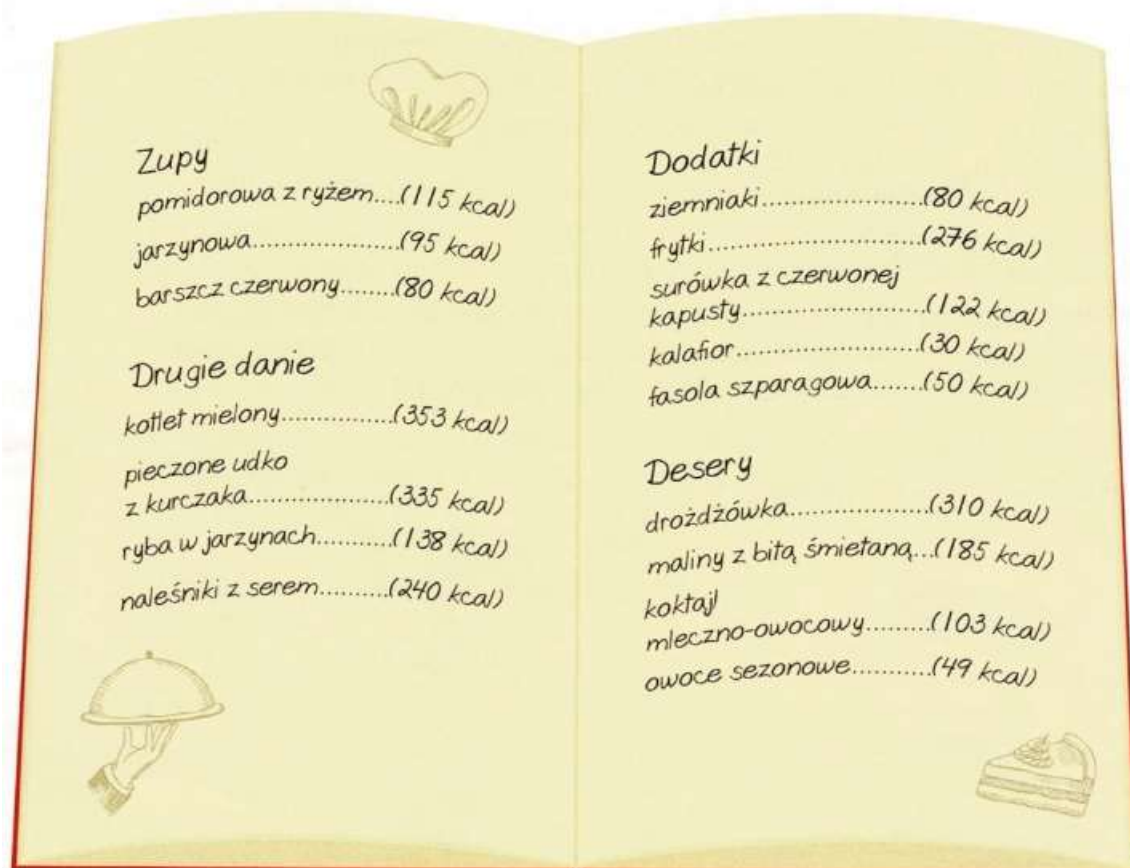 Zupy
pomidorowa z ryżem....(115 kcal)
jarzynowa.....................(95 kcal)
barszcz czerwony........(80 kcal)
Drugie danie
kotlet mielony................(353 kcal)
pieczone udko
z kurczaka....................(335 kcal)
ryba w jarzynach...........(138 kcal)
naleśniki z serem..........(240 kcal)
Dodatki
ziemniaki.......................(80 kcal)
frytki..............................(276 kcal)
surówka z czerwonej
kapusty..........................(122 kcal)
kalafior..........................(30 kcal)
fasola szparagowa.......(50 kcal)
Desery
drożdżówka....................(310 kcal)
maliny z bitą śmietaną...(185 kcal)
koktajl
mleczno-owocowy.........(103 kcal)
owoce sezonowe...........(49 kcal)